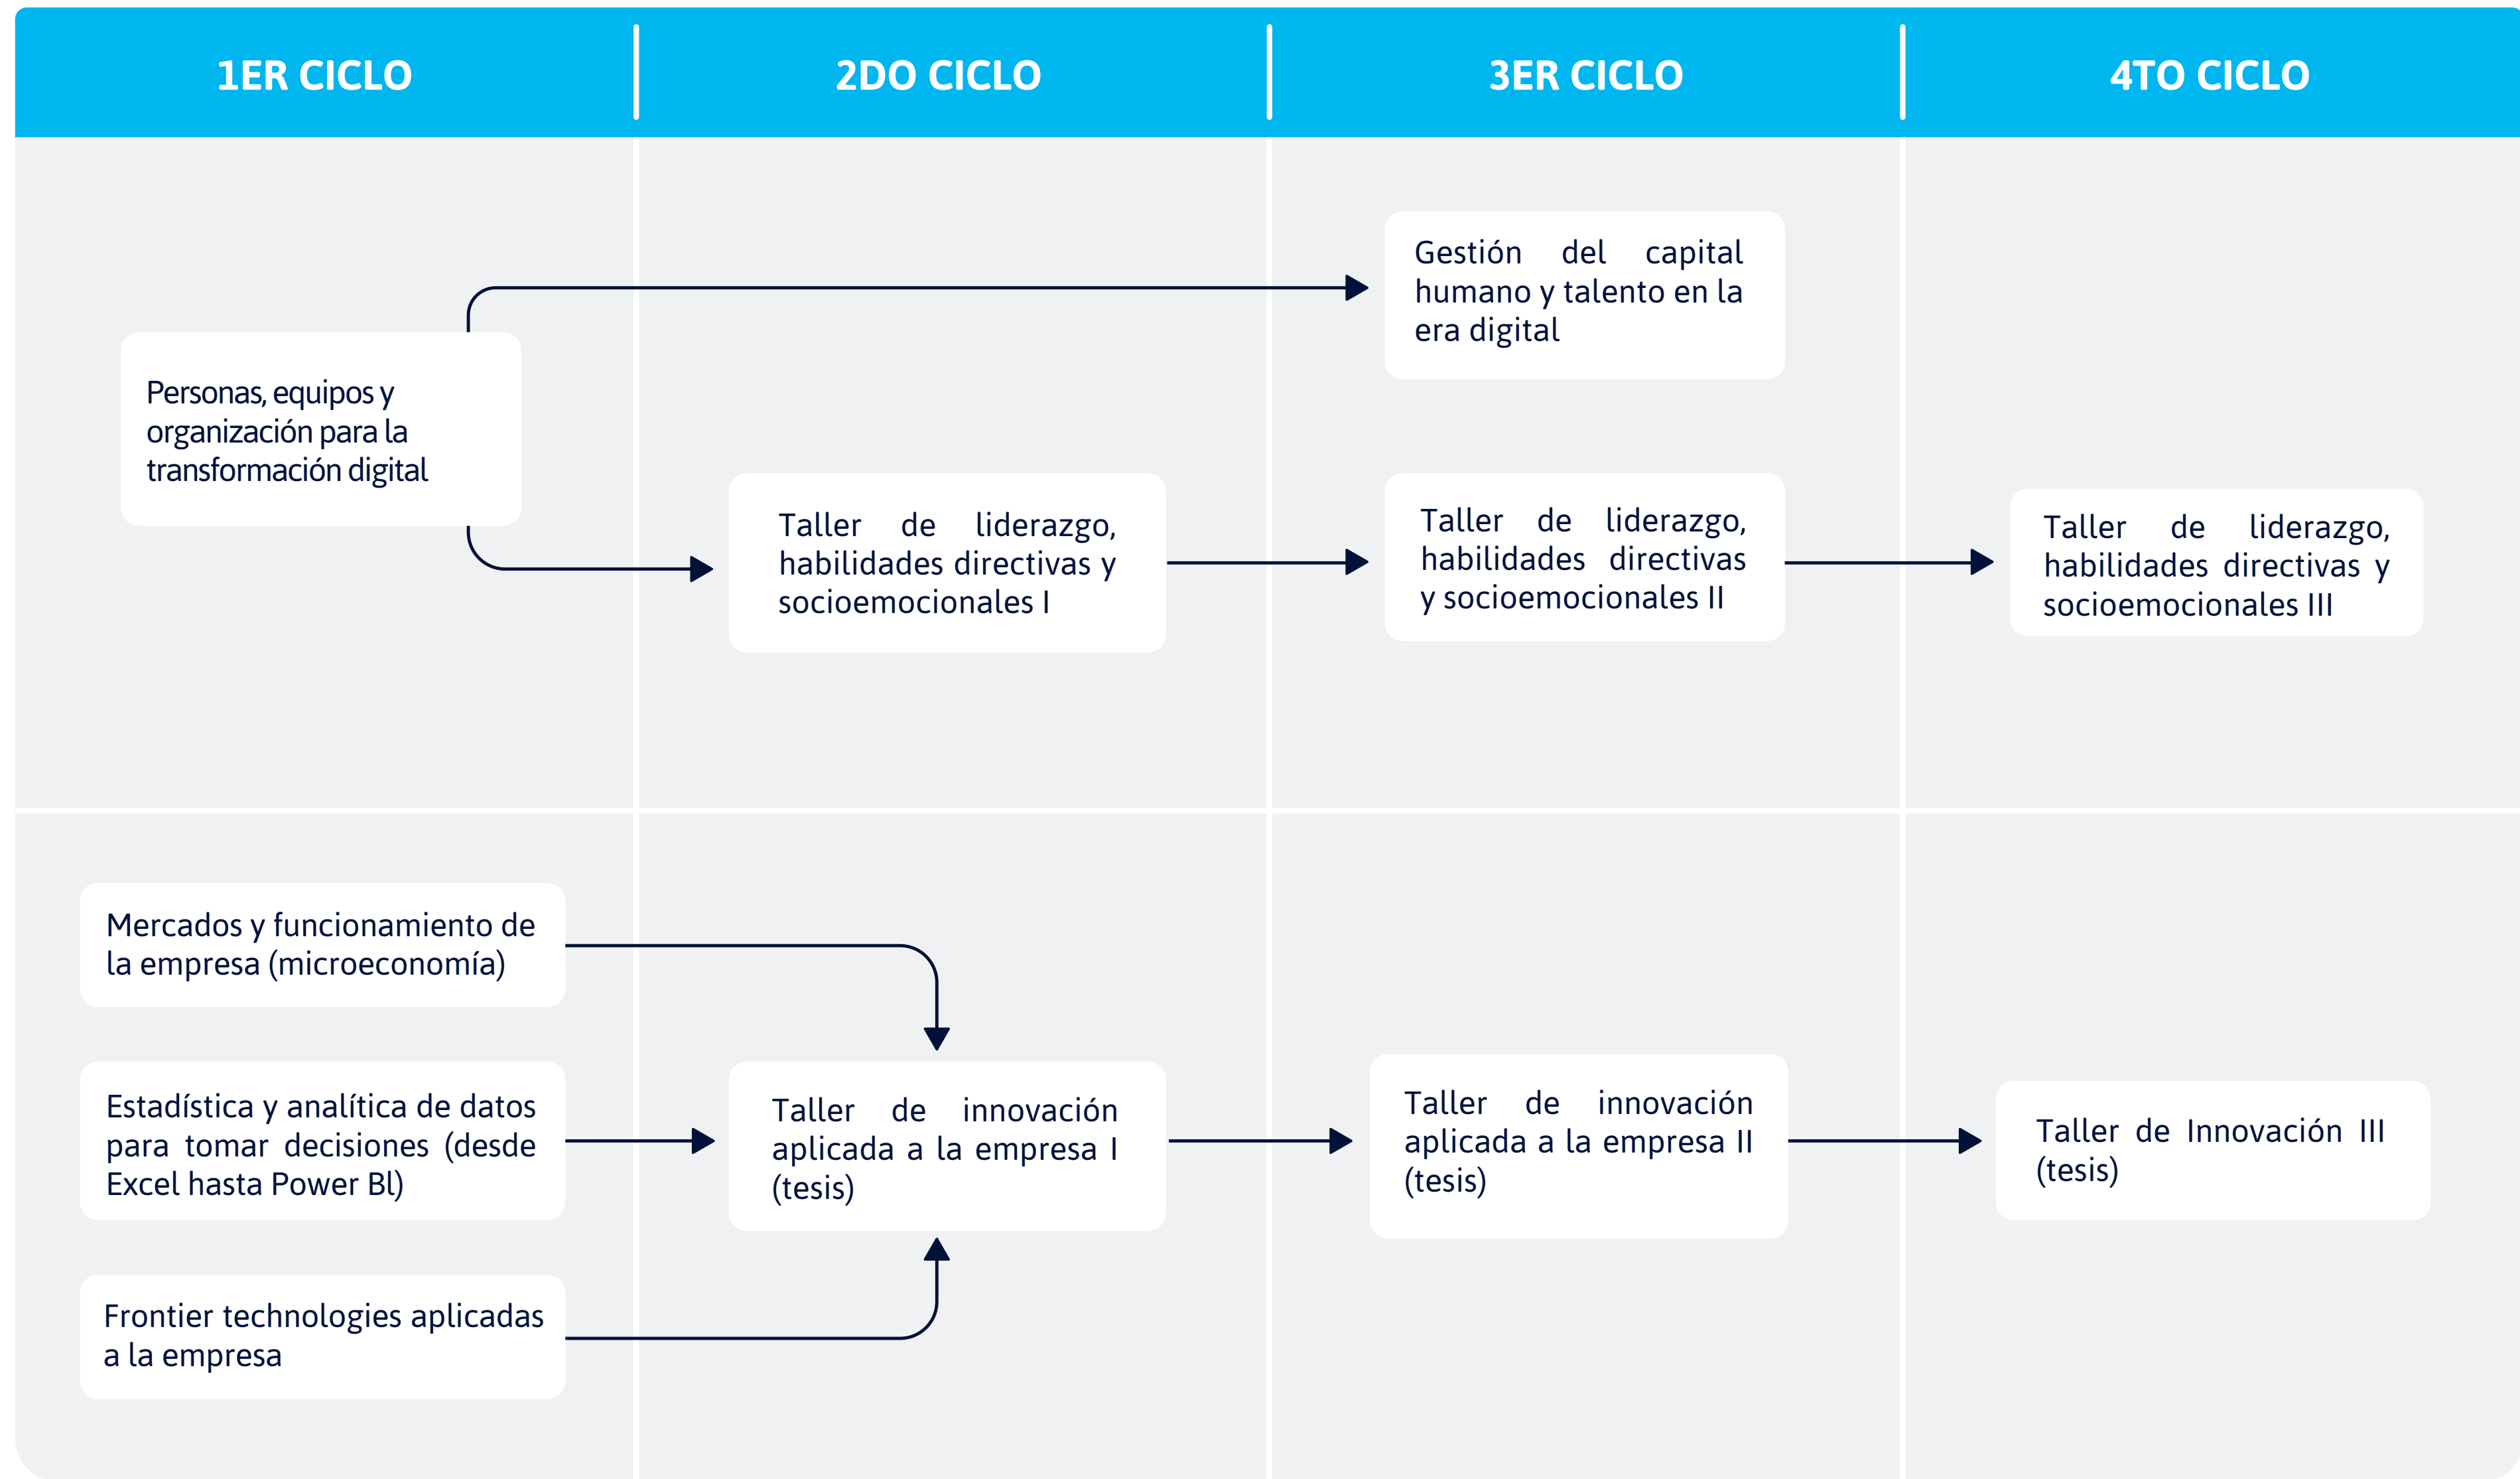 1ER CICLO
2DO CICLO
3ER CICLO
4TO CICLO
Personas, equipos y
organización para la
transformación digital
Taller de liderazgo,
habilidades directivas y
socioemocionales I
Gestión del capital
humano y talento en la
era digital
Taller de liderazgo,
habilidades directivas
y socioemocionales II
Taller de liderazgo,
habilidades directivas y
socioemocionales III
Mercados y funcionamiento de
la empresa (microeconomía)
Estadística y analítica de datos
para tomar decisiones (desde
Excel hasta Power Bl)
Frontier technologies aplicadas
a la empresa
Taller de innovación
aplicada a la empresa I
(tesis)
Taller de innovación
aplicada a la empresa II
(tesis)
Taller de Innovación III
(tesis)